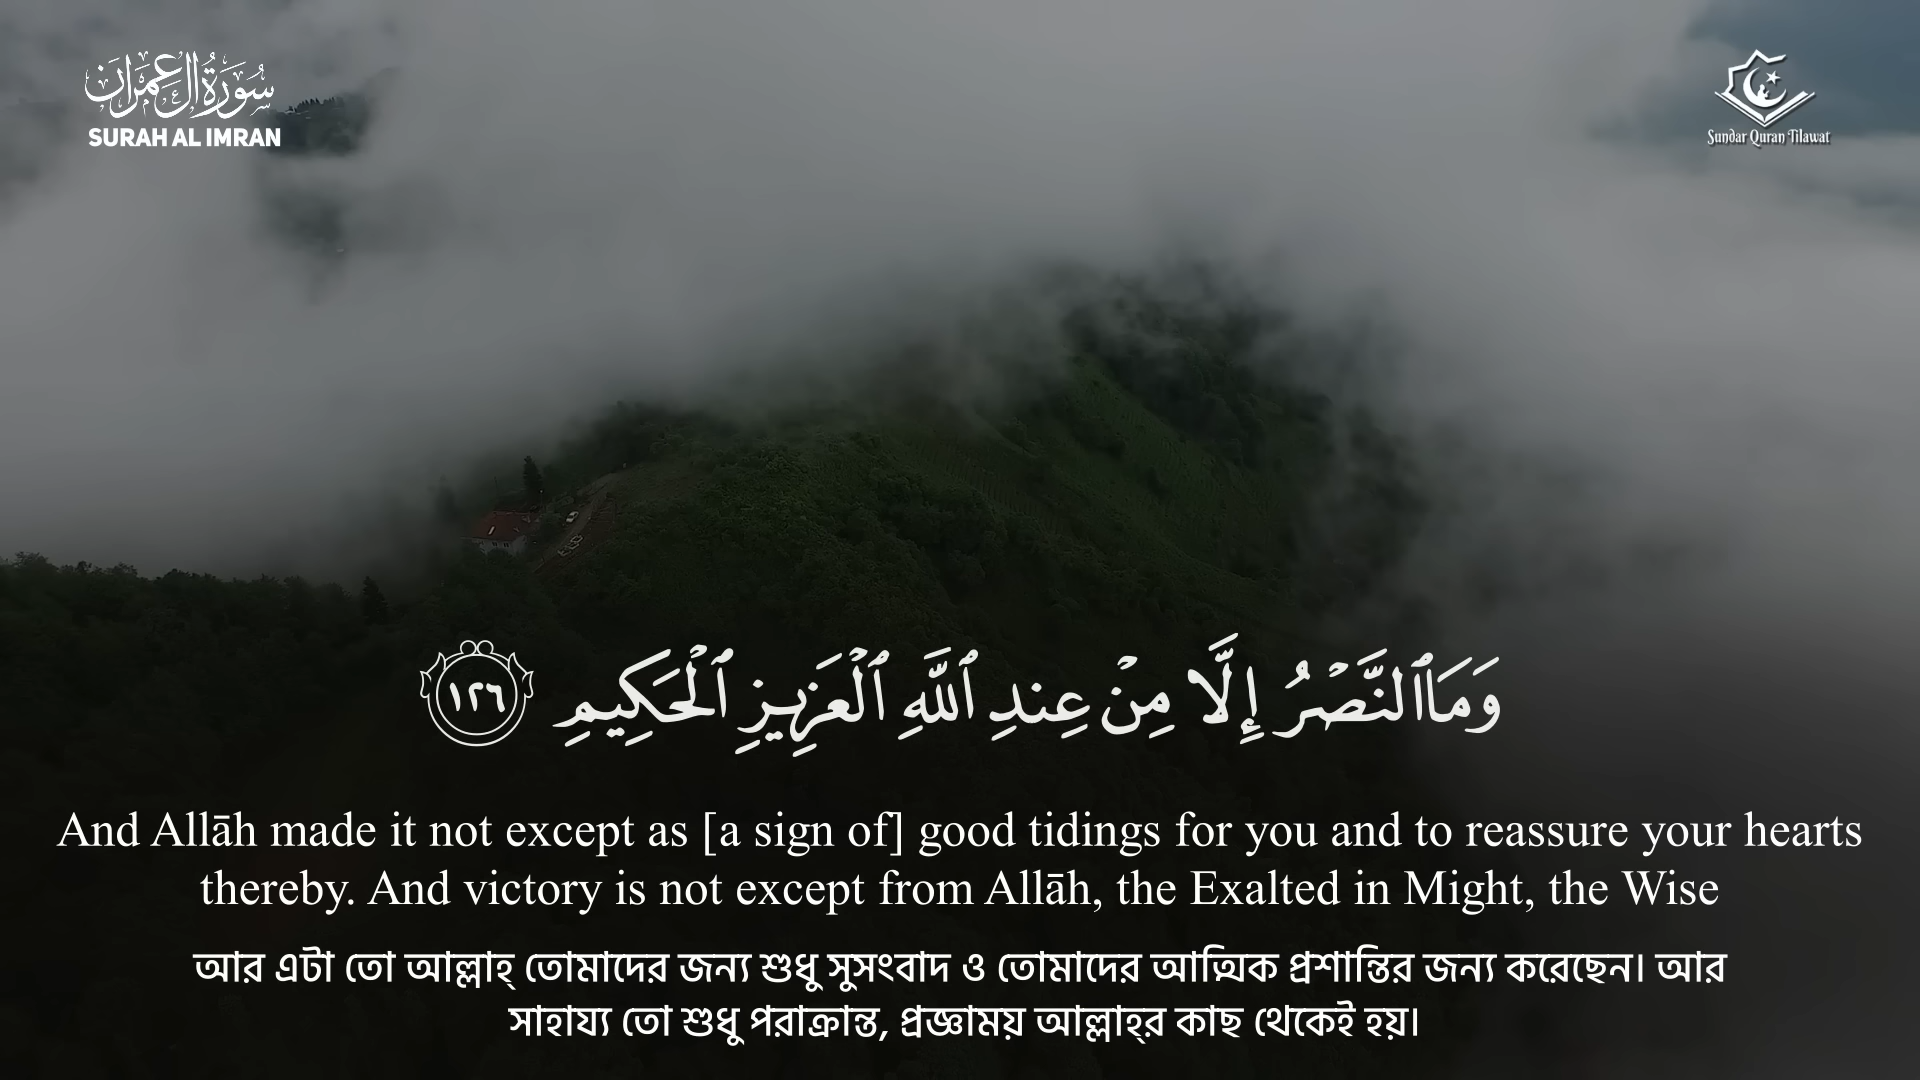 سُورَةُ آل عِمْرَان
SURAH AL IMRAN
Sundar Quran Tilawat
وَمَا ٱلنَّصْرُ إِلَّا مِنْ عِندِ ٱللَّهِ ٱلْعَزِيزِ ٱلْحَكِيمِ ١٢٦
And Allāh made it not except as [a sign of] good tidings for you and to reassure your hearts
thereby. And victory is not except from Allāh, the Exalted in Might, the Wise
আর এটা তো আল্লাহ্ তোমাদের জন্য শুধু সুসংবাদ ও তোমাদের আত্মিক প্রশান্তির জন্য করেছেন। আর
সাহায্য তো শুধু পরাক্রান্ত, প্রজ্ঞাময় আল্লাহ্‌র কাছ থেকেই হয়।